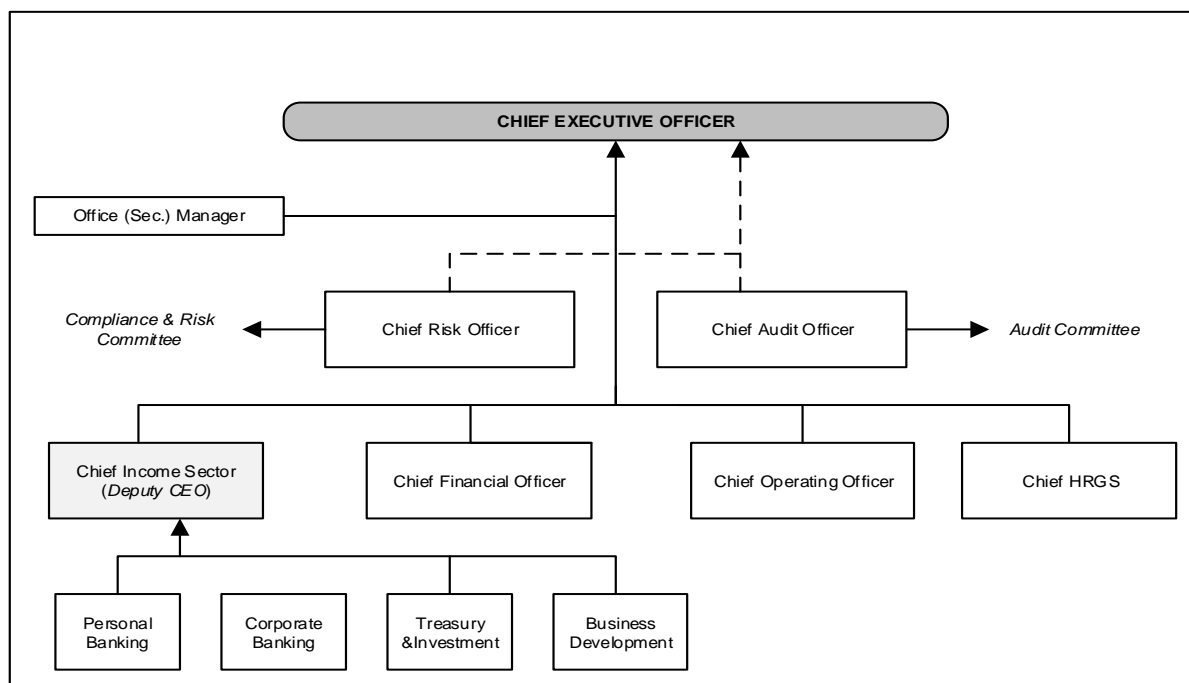 CHIEF EXECUTIVE OFFICER
Office (Sec.) Manager
Compliance & Risk
Committee
Chief Risk Officer
Chief Audit Officer
Audit Committee
Chief Income Sector
(Deputy CEO)
Chief Financial Officer
Chief Operating Officer
Chief HRGS
Personal
Banking
Corporate
Banking
Treasury
&Investment
Business
Development